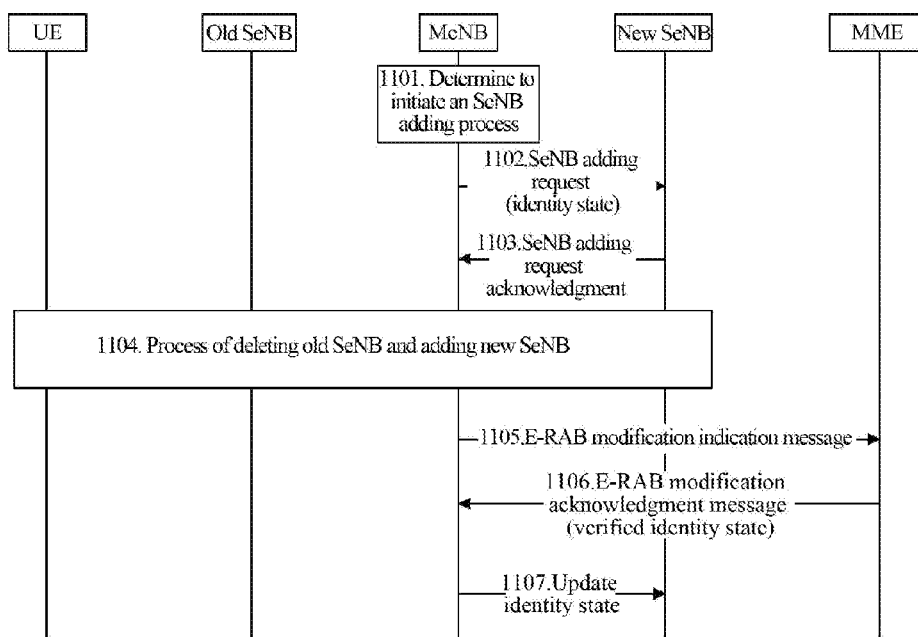 UE
Old SeNB
MeNB
New SeNB
MME
1101. Determine to
initiate an SeNB
adding process
1102.SeNB adding
request
(identity state)
1103.SeNB adding
request
acknowledgment
1104. Process of deleting old SeNB and adding new SeNB
1105.E-RAB modification indication message
1106.E-RAB modification
acknowledgment message
(verified identity state)
1107.Update
identity state